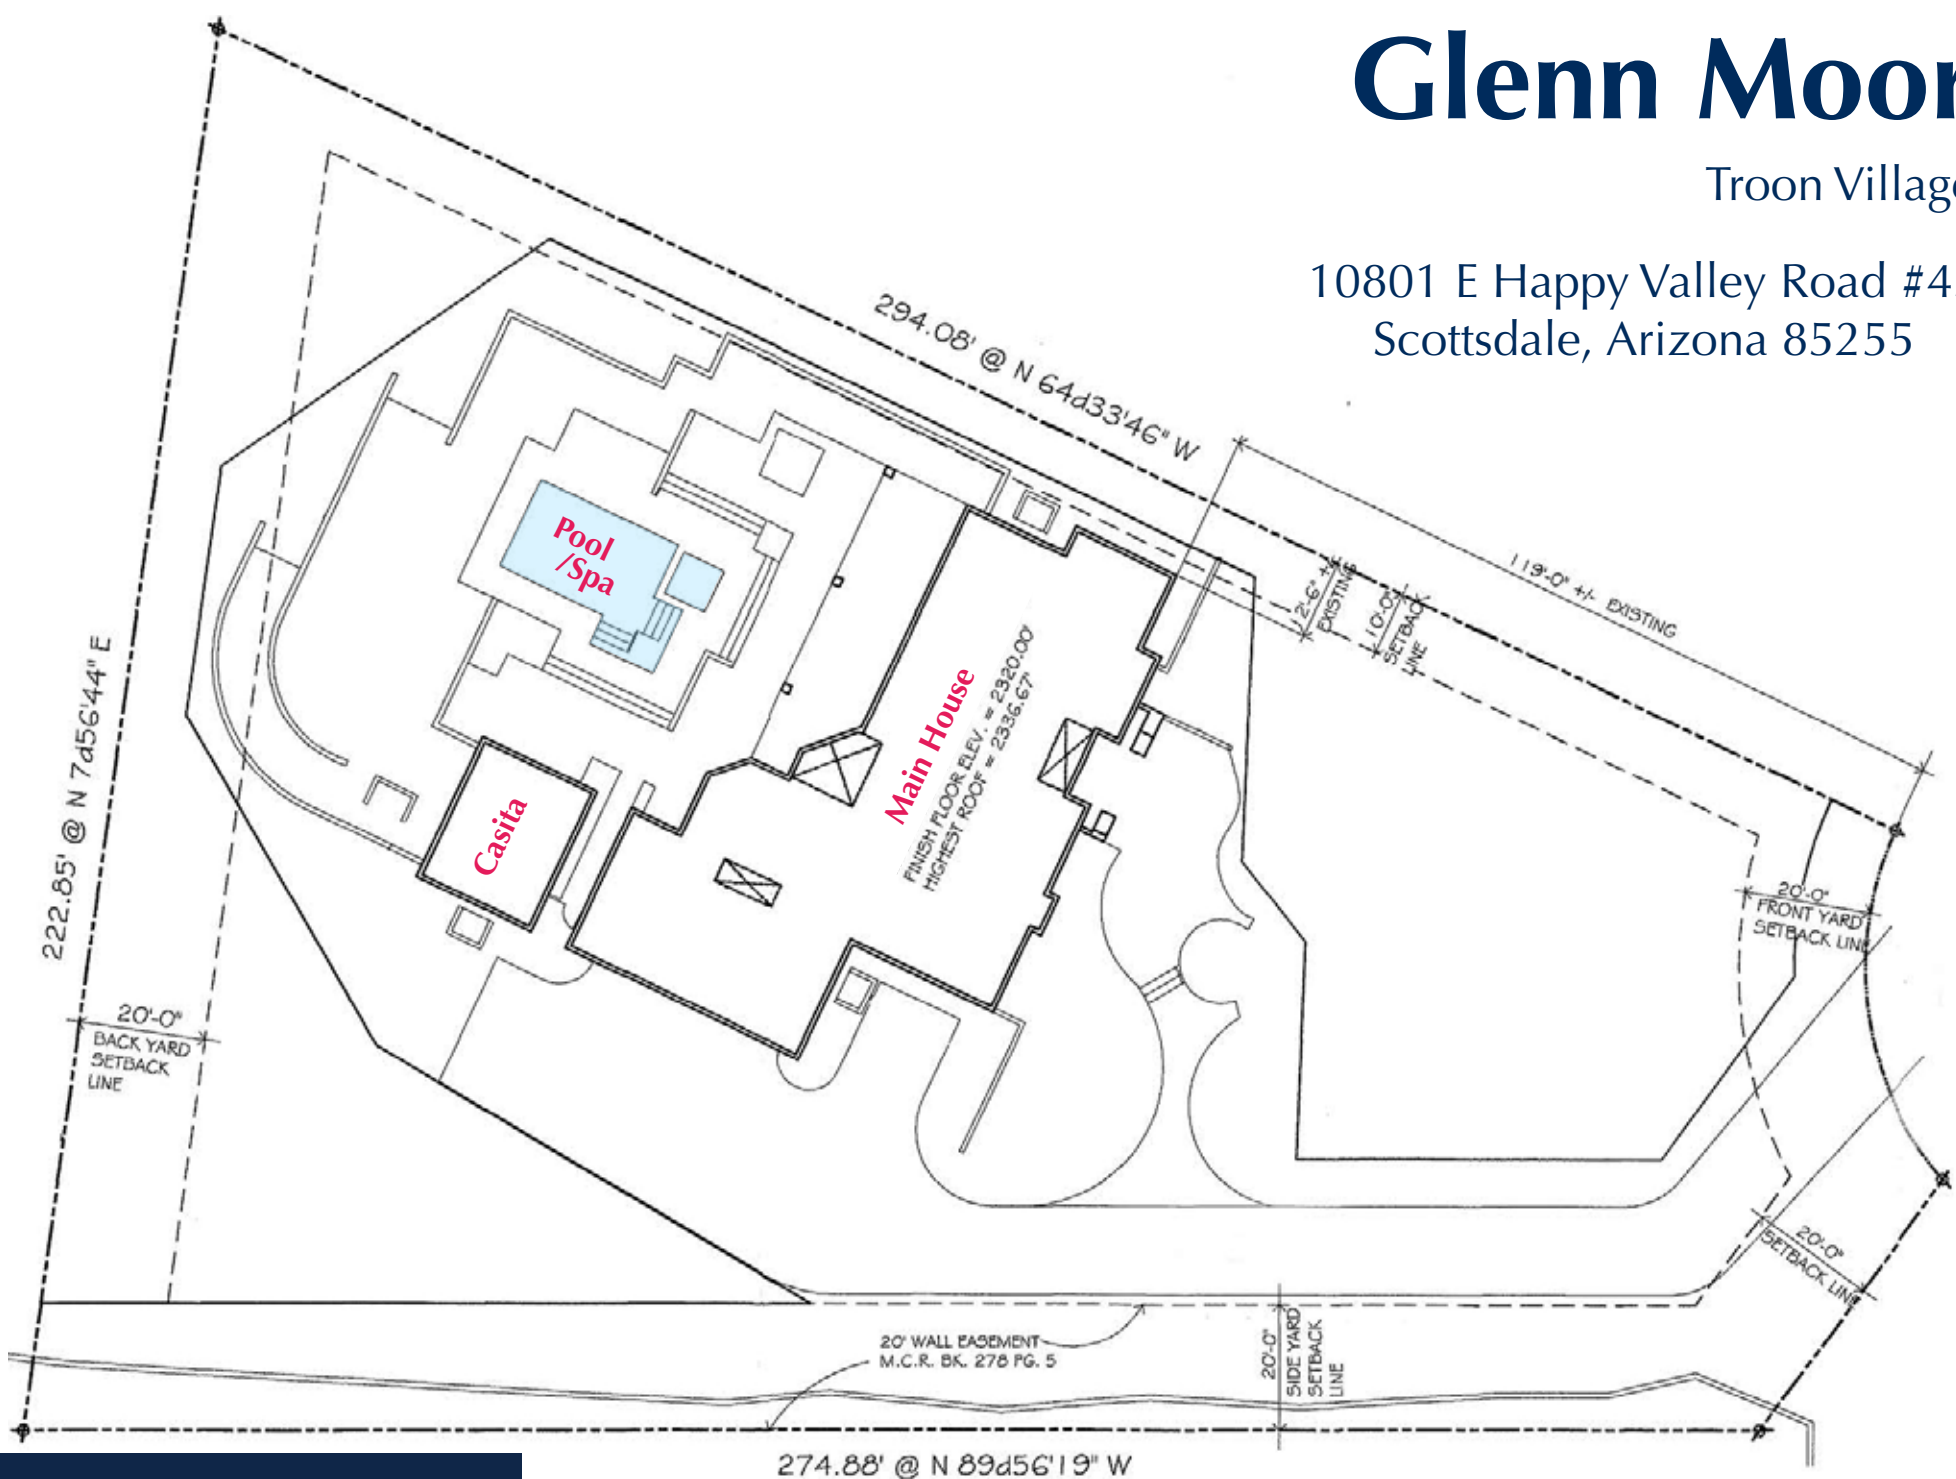 Glenn Moor
Troon Village
10801 E Happy Valley Road #4
Scottsdale, Arizona 85255
294.08' @ N 64d33'46" W
119'-0" +/- EXISTING
12'-6" +/-
EXISTING
10'-0"
SETBACK
LINE
Pool
/Spa
Main House
FINISH FLOOR ELEV. = 2320.00'
HIGHEST ROOF = 2336.67'
Casita
222.85' @ N 7d56'44" E
20'-0"
BACK YARD
SETBACK
LINE
20'-0"
FRONT YARD
SETBACK LINE
20'-0"
SETBACK LINE
20' WALL EASEMENT
M.C.R. BK. 278 PG. 5
20'-0"
SIDE YARD
SETBACK
LINE
274.88' @ N 89d56'19" W